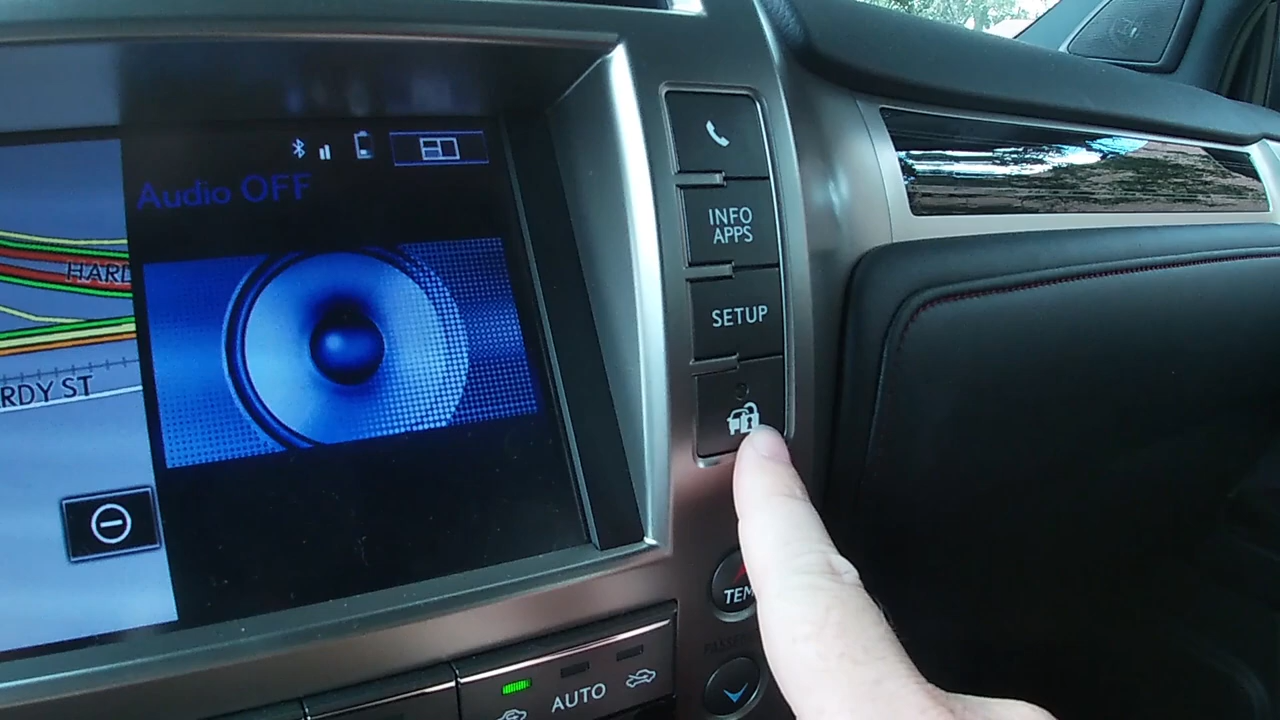 Audio OFF
HARD
RDY ST
INFO
APPS
SETUP
TEM
AUTO